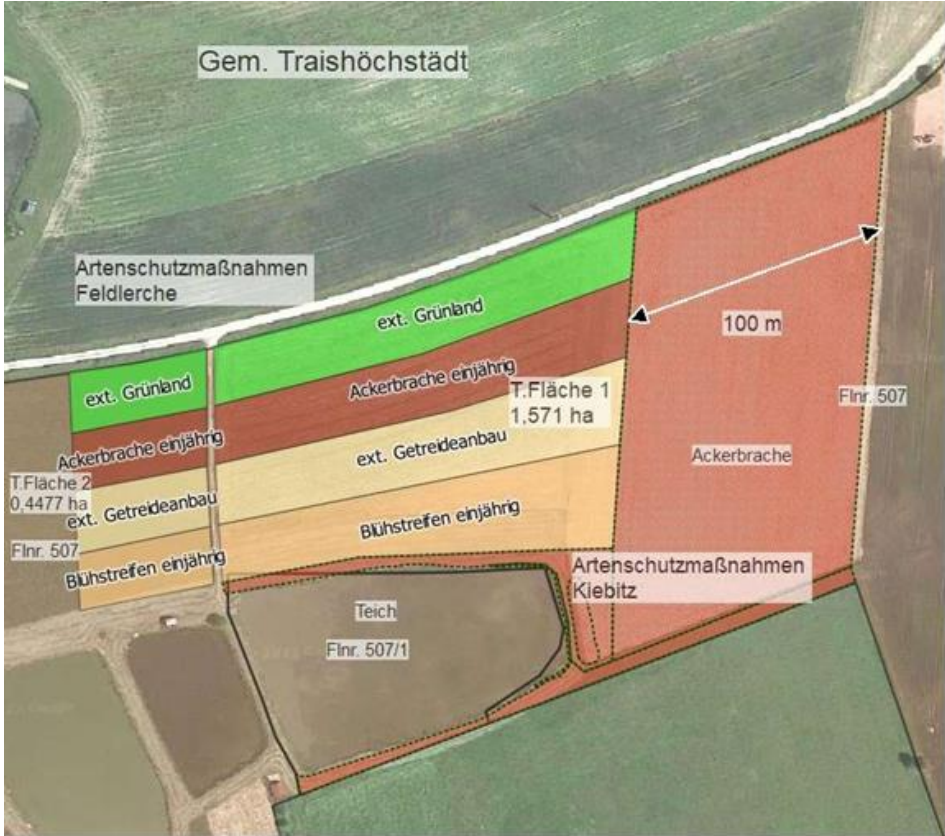 Gem. Traishöchstädt
Artenschutzmaßnahmen
Feldlerche
ext. Grünland
100 m
ext. Grünland
Ackerbrache einjährig
T.Fläche 1
1,571 ha
Flnr. 507
Ackerbrache einjährig
ext. Getreideanbau
Ackerbrache
T.Fläche 2
0,4477 ha
ext. Getreideanbau
Blühstreifen einjährig
Flnr. 507
Blühstreifen einjährig
Artenschutzmaßnahmen
Kiebitz
Teich
Flnr. 507/1